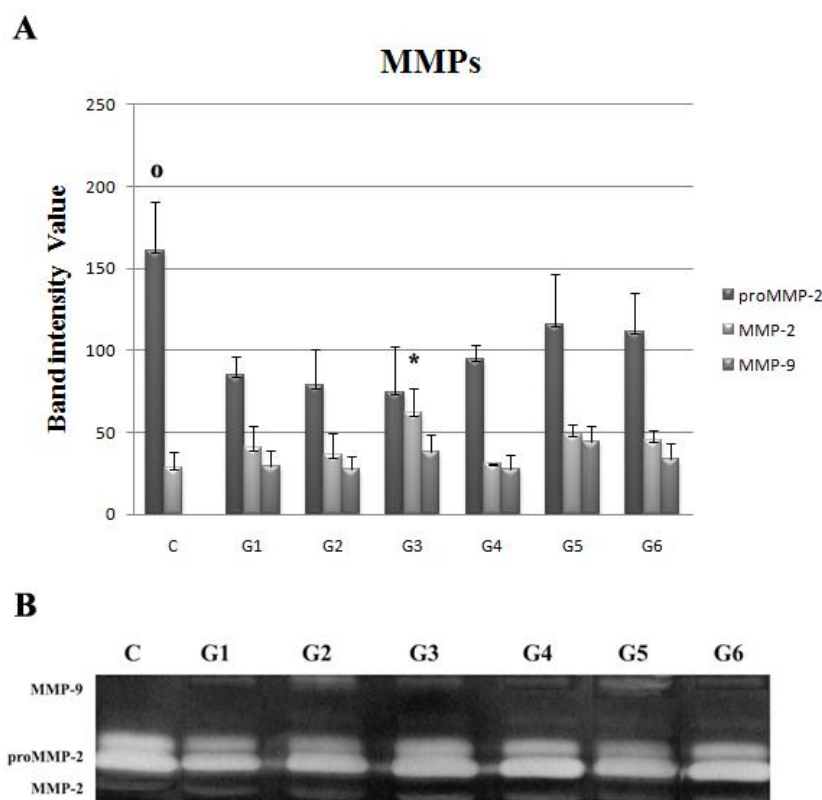 A
MMPs
250
200
150
100
50
0
Band intensity Value
o
*
proMMP-2
MMP-2
MMP-9
C G1 G2 G3 G4 G5 G6
B
C G1 G2 G3 G4 G5 G6
MMP-9
proMMP-2
MMP-2